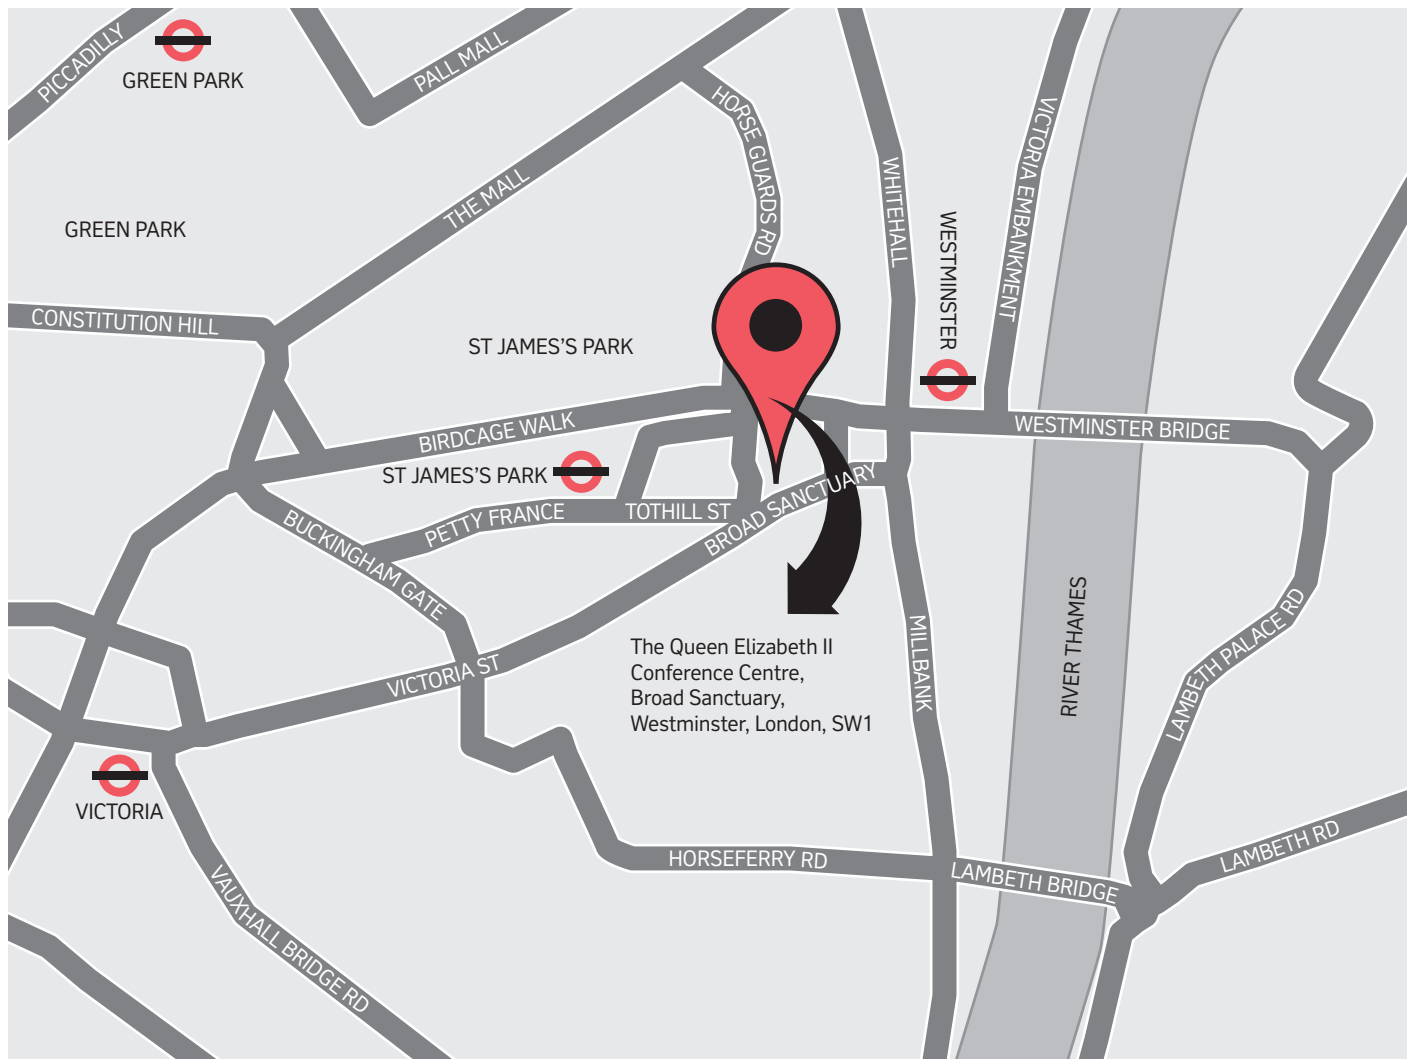 PICCADILLY
GREEN PARK
PALL MALL
HORSE GUARDS RD
VICTORIA EMBANKMENT
THE MALL
WHITEHALL
GREEN PARK
WESTMINSTER
CONSTITUTION HILL
ST JAMES'S PARK
BIRDCAGE WALK
WESTMINSTER BRIDGE
ST JAMES'S PARK
BUCKINGHAM GATE
PETTY FRANCE
TOTHILL ST
BROAD SANCTUARY
RIVER THAMES
LAMBETH PALACE RD
VICTORIA ST
MILLBANK
The Queen Elizabeth II
Conference Centre,
Broad Sanctuary,
Westminster, London, SW1
VICTORIA
HORSEFERRY RD
LAMBETH BRIDGE
LAMBETH RD
VAUXHALL BRIDGE RD